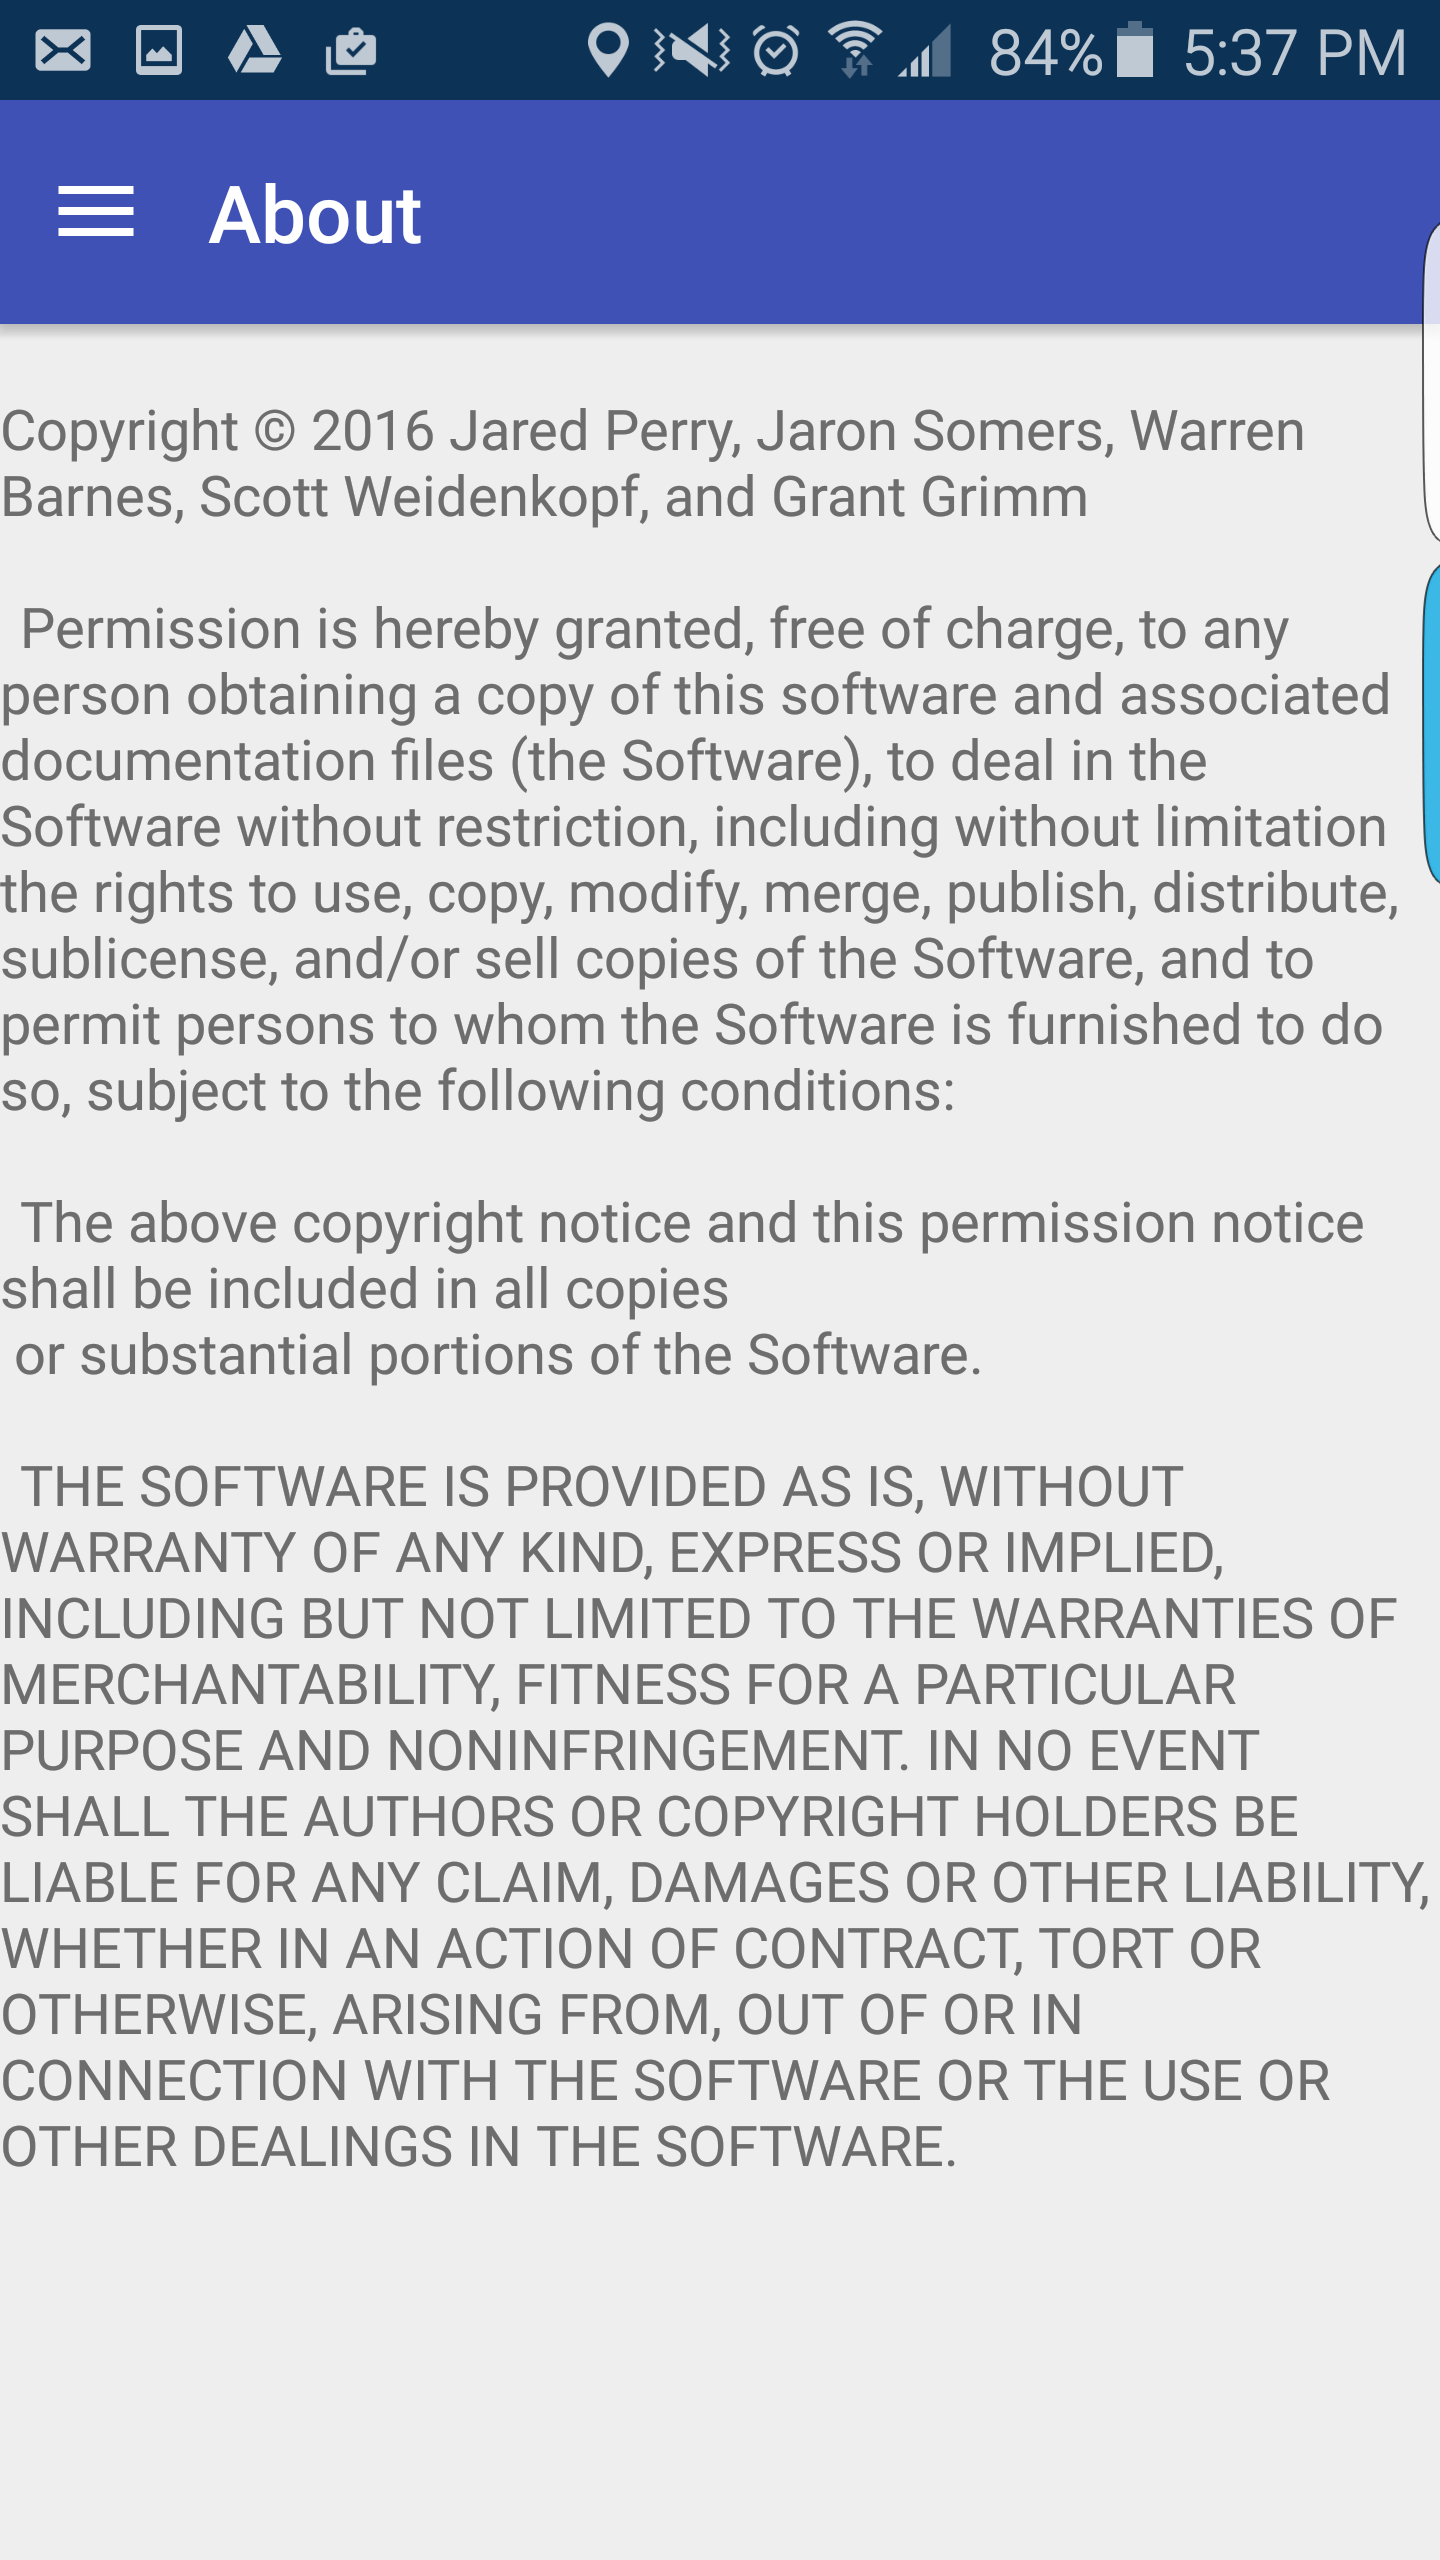 84% 5:37 PM
About
Copyright © 2016 Jared Perry, Jaron Somers, Warren
Barnes, Scott Weidenkopf, and Grant Grimm
Permission is hereby granted, free of charge, to any
person obtaining a copy of this software and associated
documentation files (the Software), to deal in the
Software without restriction, including without limitation
the rights to use, copy, modify, merge, publish, distribute,
sublicense, and/or sell copies of the Software, and to
permit persons to whom the Software is furnished to do
so, subject to the following conditions:
The above copyright notice and this permission notice
shall be included in all copies
or substantial portions of the Software.
THE SOFTWARE IS PROVIDED AS IS, WITHOUT
WARRANTY OF ANY KIND, EXPRESS OR IMPLIED,
INCLUDING BUT NOT LIMITED TO THE WARRANTIES OF
MERCHANTABILITY, FITNESS FOR A PARTICULAR
PURPOSE AND NONINFRINGEMENT. IN NO EVENT
SHALL THE AUTHORS OR COPYRIGHT HOLDERS BE
LIABLE FOR ANY CLAIM, DAMAGES OR OTHER LIABILITY,
WHETHER IN AN ACTION OF CONTRACT, TORT OR
OTHERWISE, ARISING FROM, OUT OF OR IN
CONNECTION WITH THE SOFTWARE OR THE USE OR
OTHER DEALINGS IN THE SOFTWARE.